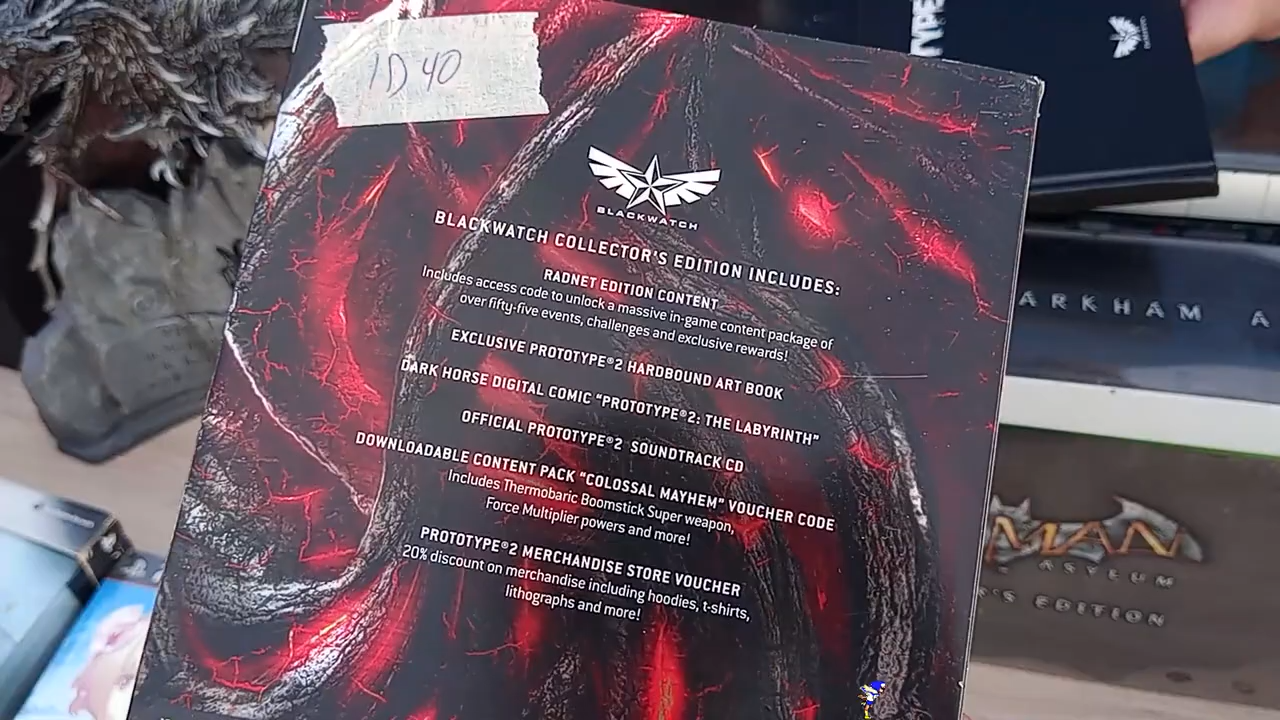 ID 40
BLACKWATCH
BLACKWATCH COLLECTOR'S EDITION INCLUDES:
RADNET EDITION CONTENT
Includes access code to unlock a massive in-game content package of
over fifty-five events, challenges and exclusive rewards!
EXCLUSIVE PROTOTYPE®2 HARDBOUND ART BOOK
DARK HORSE DIGITAL COMIC "PROTOTYPE®2: THE LABYRINTH"
OFFICIAL PROTOTYPE®2 SOUNDTRACK CD
DOWNLOADABLE CONTENT PACK "COLOSSAL MAYHEM" VOUCHER CODE
Includes Thermobaric Boomstick Super weapon,
Force Multiplier powers and more!
PROTOTYPE®2 MERCHANDISE STORE VOUCHER
20% discount on merchandise including hoodies, t-shirts,
lithographs and more!
TYPE
ARKHAM A
MAN
ASYLUM
'S EDITION